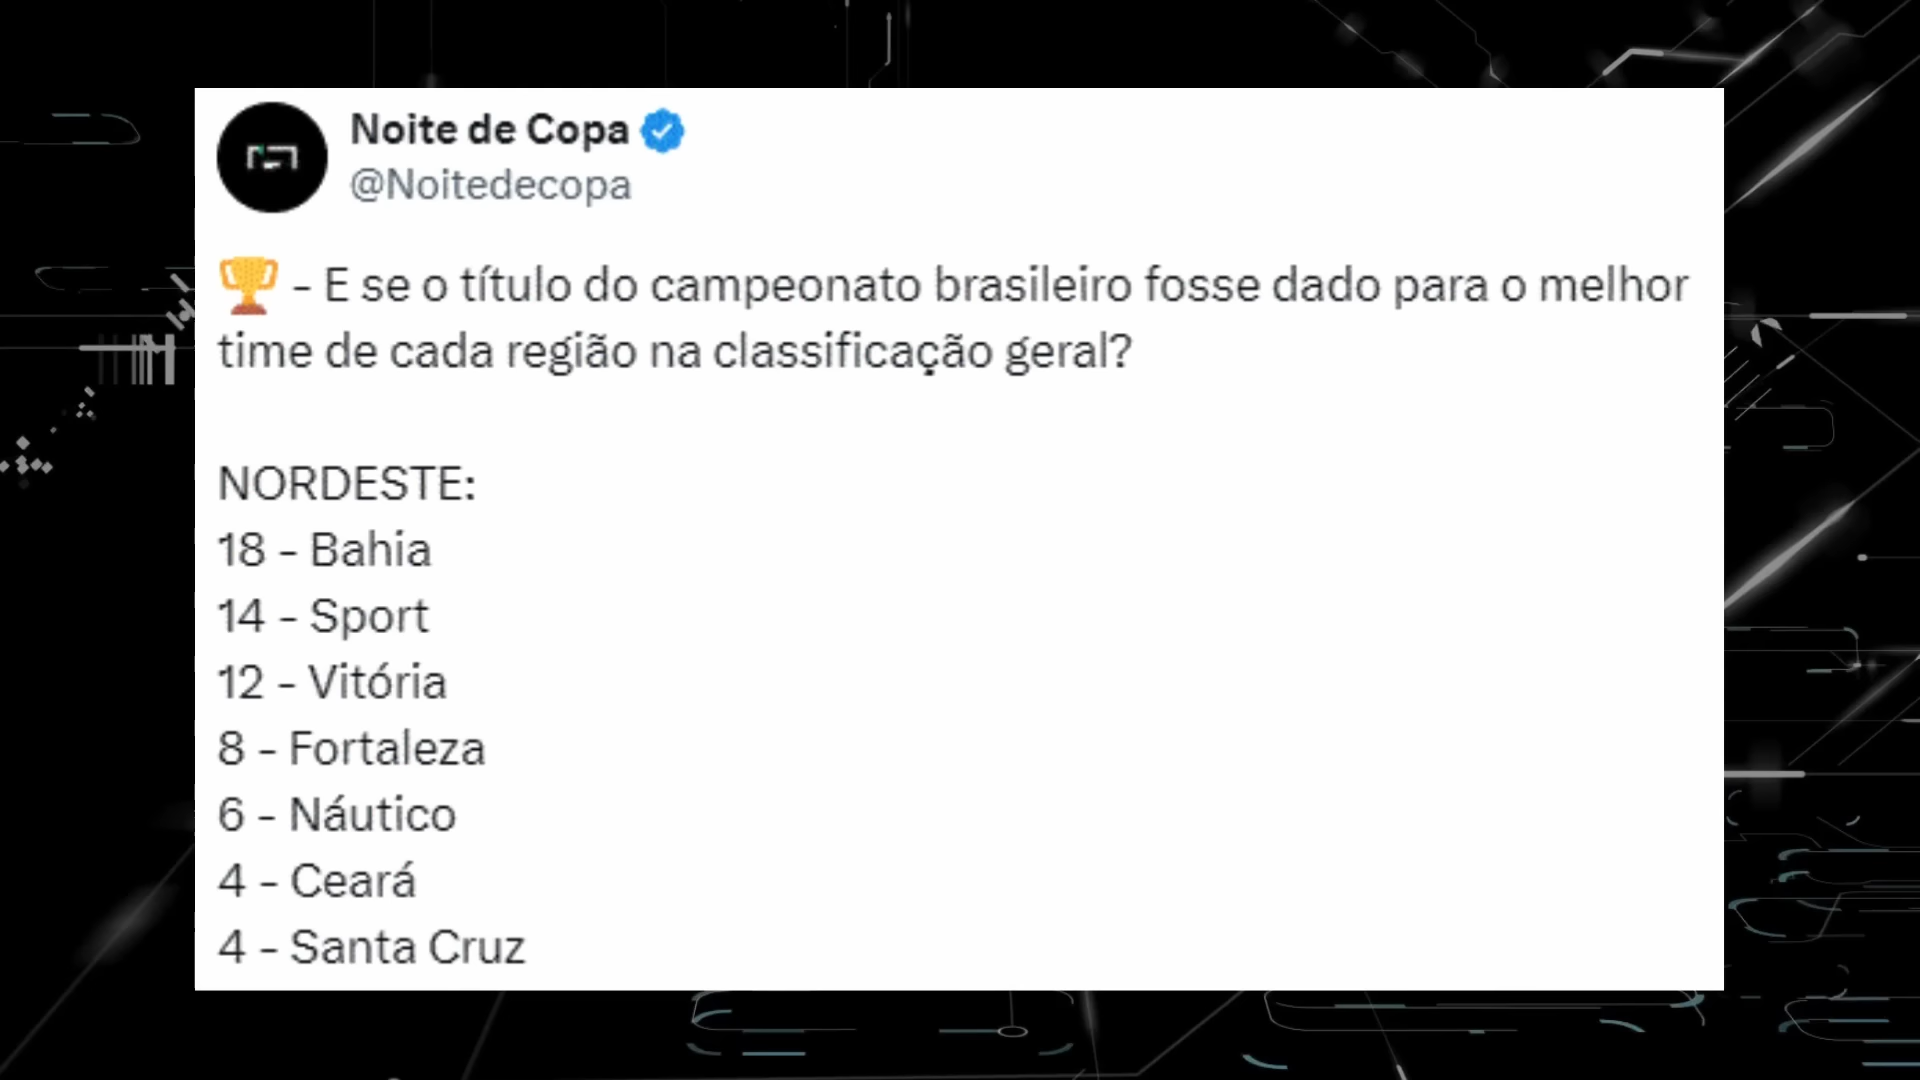 Noite de Copa
@Noitedecopa
🏆 - E se o título do campeonato brasileiro fosse dado para o melhor
time de cada região na classificação geral?
NORDESTE:
18 - Bahia
14 - Sport
12 - Vitória
8 - Fortaleza
6 - Náutico
4 - Ceará
4 - Santa Cruz